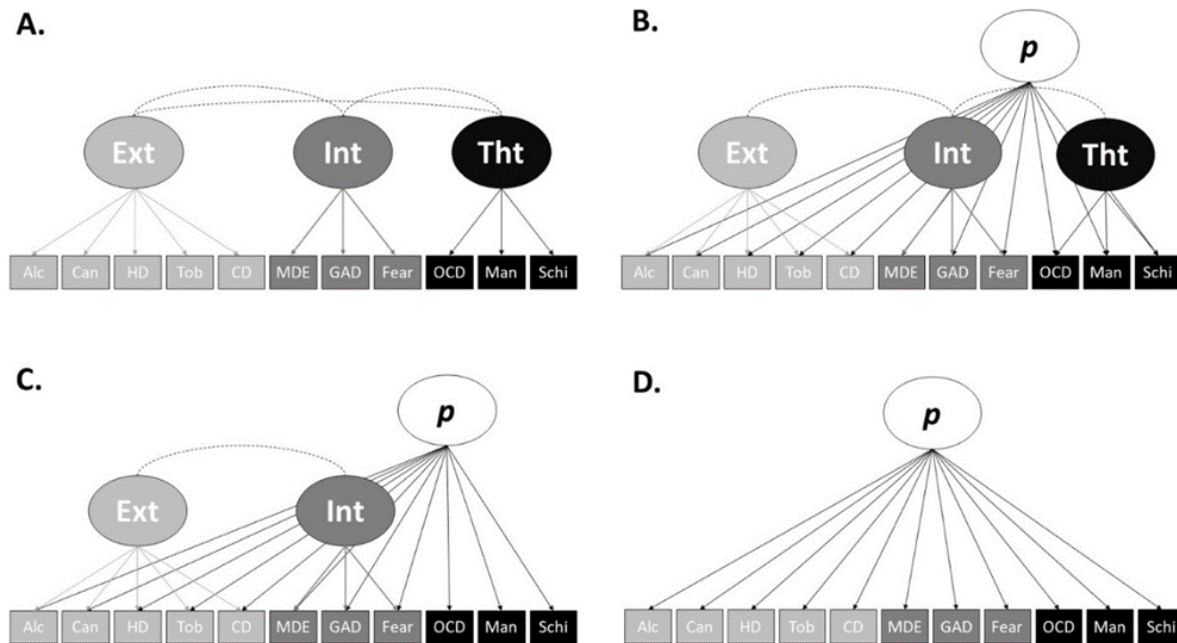 A.
Ext Int Tht
Alc Can HD Tob CD MDE GAD Fear OCD Man Schi
B.
p
Ext Int Tht
Alc Can HD Tob CD MDE GAD Fear OCD Man Schi
C.
p
Ext Int
Alc Can HD Tob CD MDE GAD Fear OCD Man Schi
D.
p
Alc Can HD Tob CD MDE GAD Fear OCD Man Schi